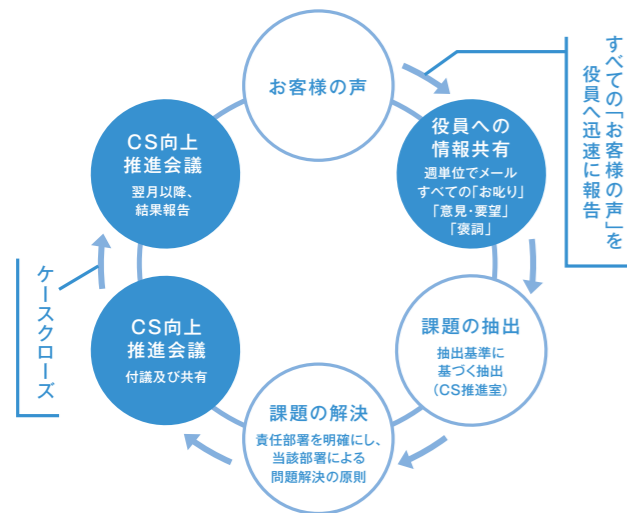 お客様の声
すべての「お客様の声」を
役員へ迅速に報告
役員への
情報共有
週単位でメール
すべての「お叱り」
「意見・要望」
「褒詞」
課題の抽出
抽出基準に
基づく抽出
(CS推進室)
課題の解決
責任部署を明確にし、
当該部署による
問題解決の原則
CS向上
推進会議
付議及び共有
ケースクローズ
CS向上
推進会議
翌月以降、
結果報告